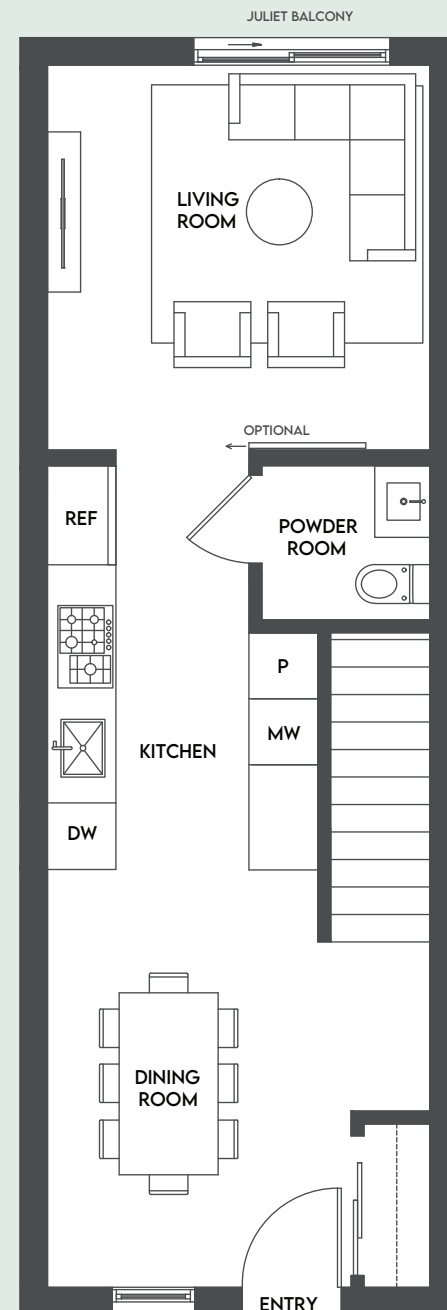 JULIET BALCONY
LIVING
ROOM
OPTIONAL
REF
POWDER
ROOM
P
MW
KITCHEN
DW
DINING
ROOM
ENTRY